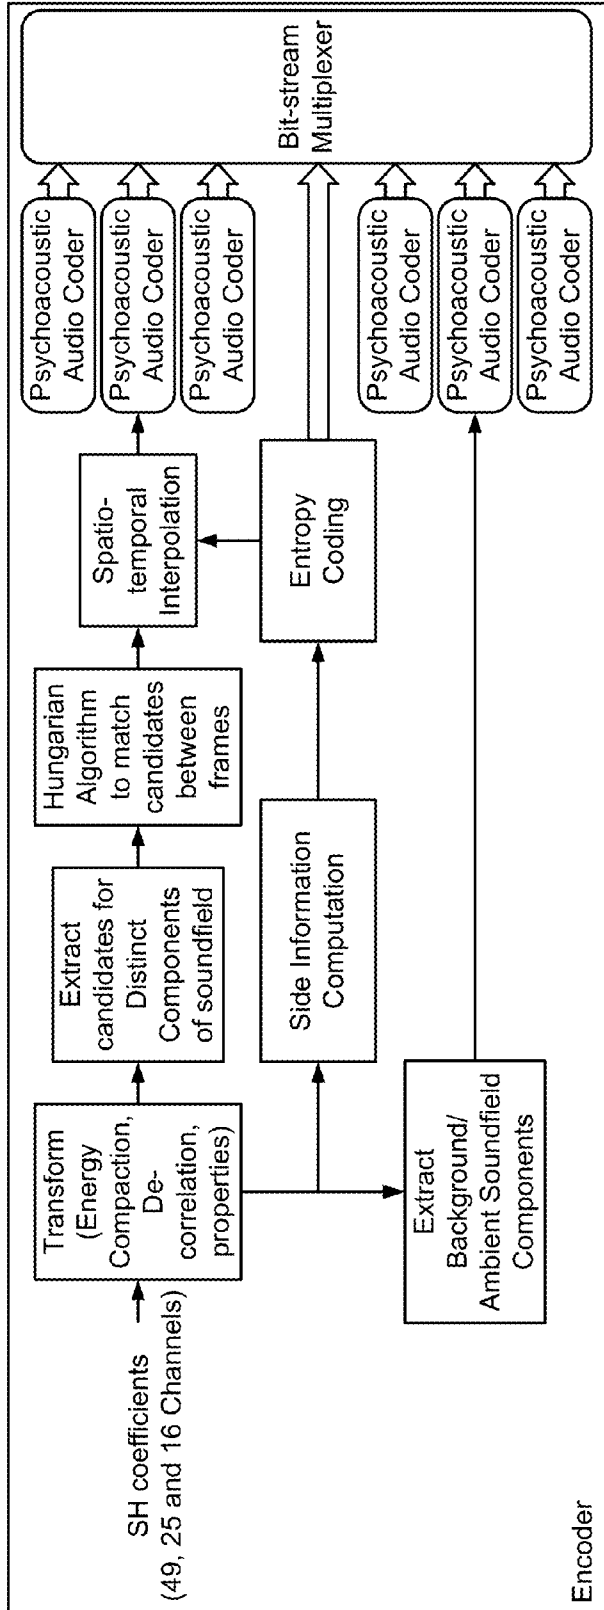 SH coefficients
(49, 25 and 16 Channels)
Transform
(Energy
Compaction,
De-
correlation,
properties)
Extract
candidates for
Distinct
Components
of soundfield
Hungarian
Algorithm
to match
candidates
between
frames
Spatio-
temporal
Interpolation
Psychoacoustic
Audio Coder
Psychoacoustic
Audio Coder
Psychoacoustic
Audio Coder
Side Information
Computation
Entropy
Coding
Extract
Background/
Ambient Soundfield
Components
Psychoacoustic
Audio Coder
Psychoacoustic
Audio Coder
Psychoacoustic
Audio Coder
Bit-stream
Multiplexer
Encoder